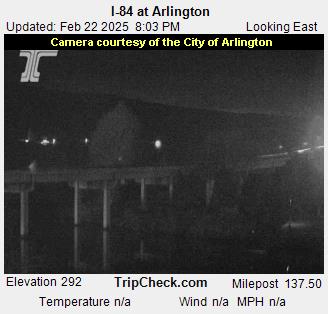 I-84 at Arlington
Updated: Feb 22 2025 8:03 PM Looking East
Camera courtesy of the City of Arlington
Elevation 292 TripCheck.com Milepost 137.50
Temperature n/a Wind n/a MPH n/a